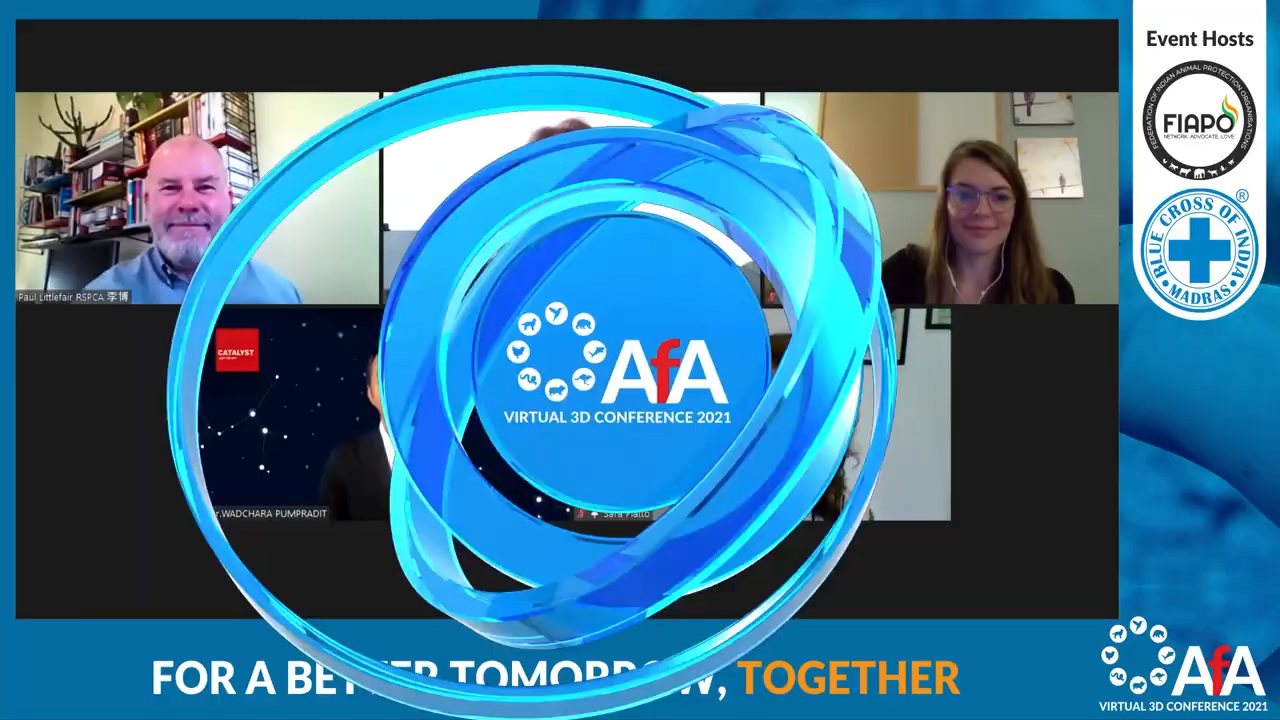 Event Hosts
FEDERATION OF INDIAN ANIMAL PROTECTION ORGANISATIONS
FIAPO
NETWORK. ADVOCATE. LOVE.
BLUE CROSS OF INDIA
MADRAS
®
Paul Littlefair RSPCA 李博
CATALYST
AfA
VIRTUAL 3D CONFERENCE 2021
r.WADCHARA PUMPRADIT
Sara
FOR A BETTER TOMORROW, TOGETHER
AfA
VIRTUAL 3D CONFERENCE 2021